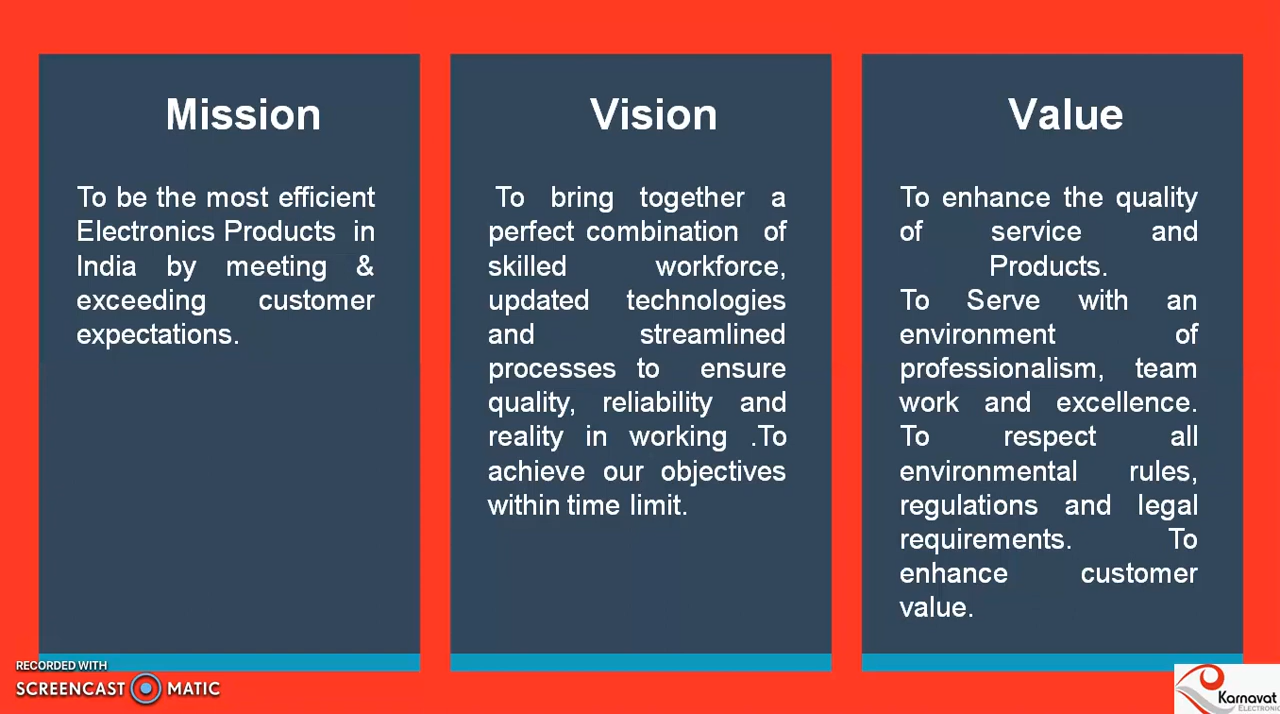 Mission
To be the most efficient
Electronics Products in
India by meeting &
exceeding customer
expectations.
Vision
To bring together a
perfect combination of
skilled workforce,
updated technologies
and streamlined
processes to ensure
quality, reliability and
reality in working .To
achieve our objectives
within time limit.
Value
To enhance the quality
of service and
Products.
To Serve with an
environment of
professionalism, team
work and excellence.
To respect all
environmental rules,
regulations and legal
requirements. To
enhance customer
value.
RECORDED WITH
SCREENCAST MATIC
Karnavat
ELECTRONIC